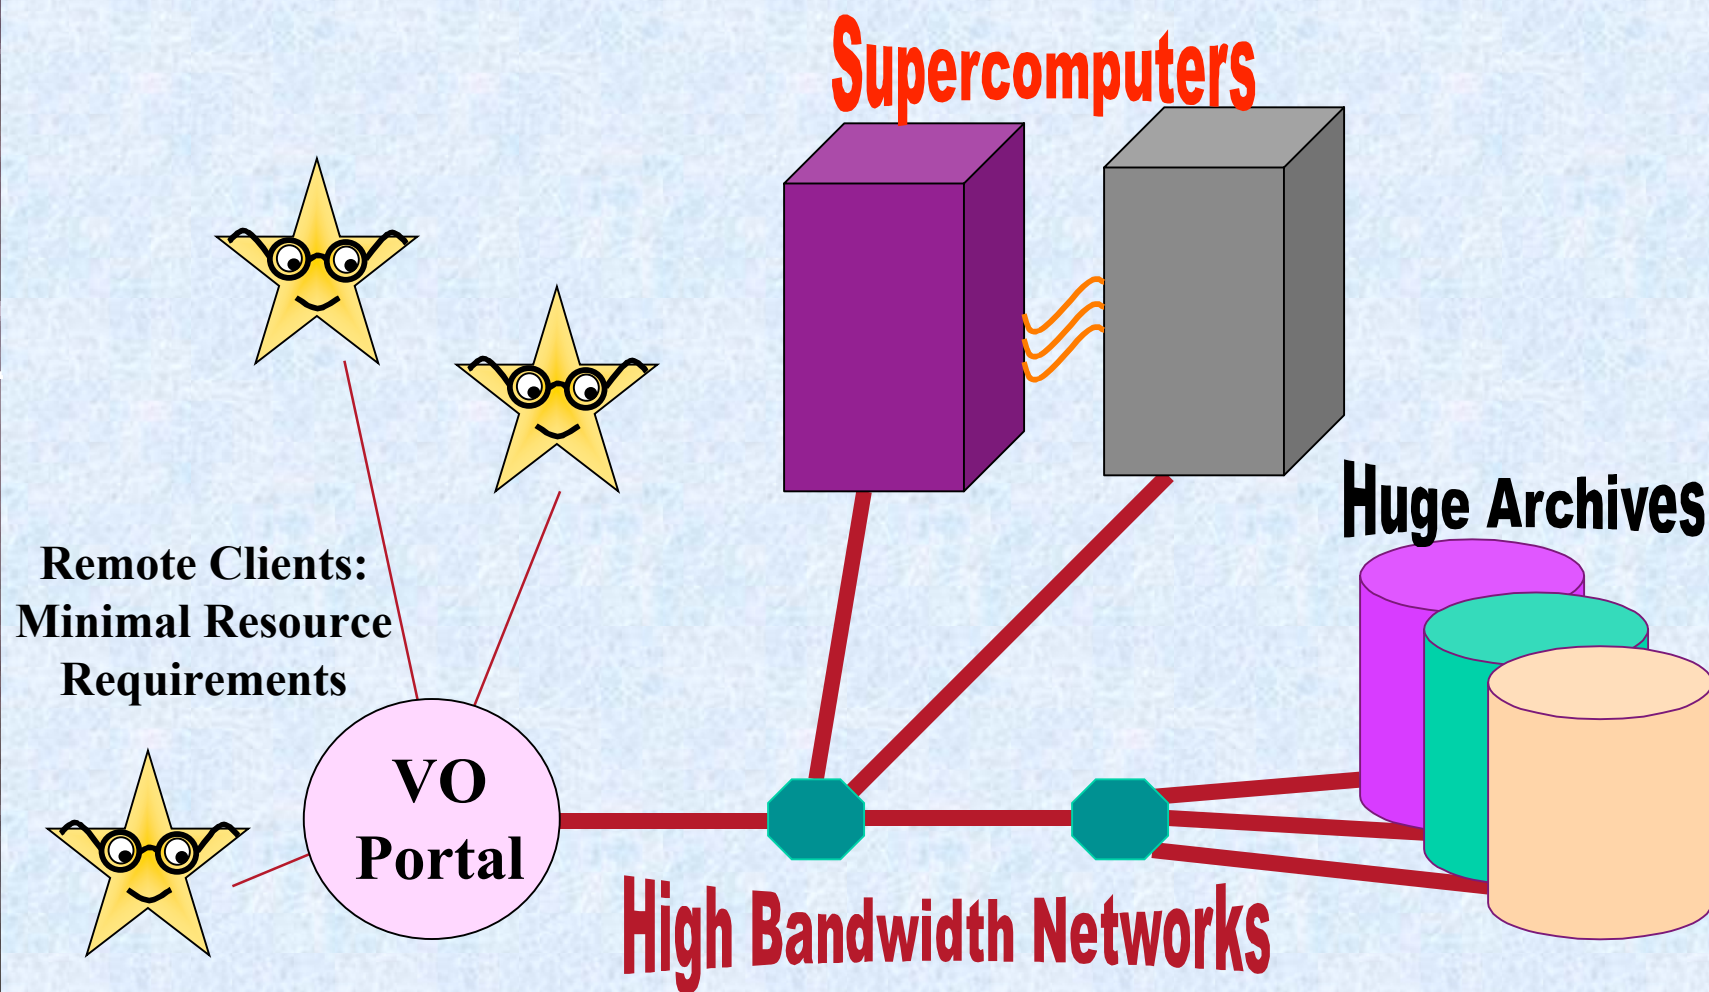 Supercomputers
Huge Archives
Remote Clients:
Minimal Resource
Requirements
VO
Portal
High Bandwidth Networks